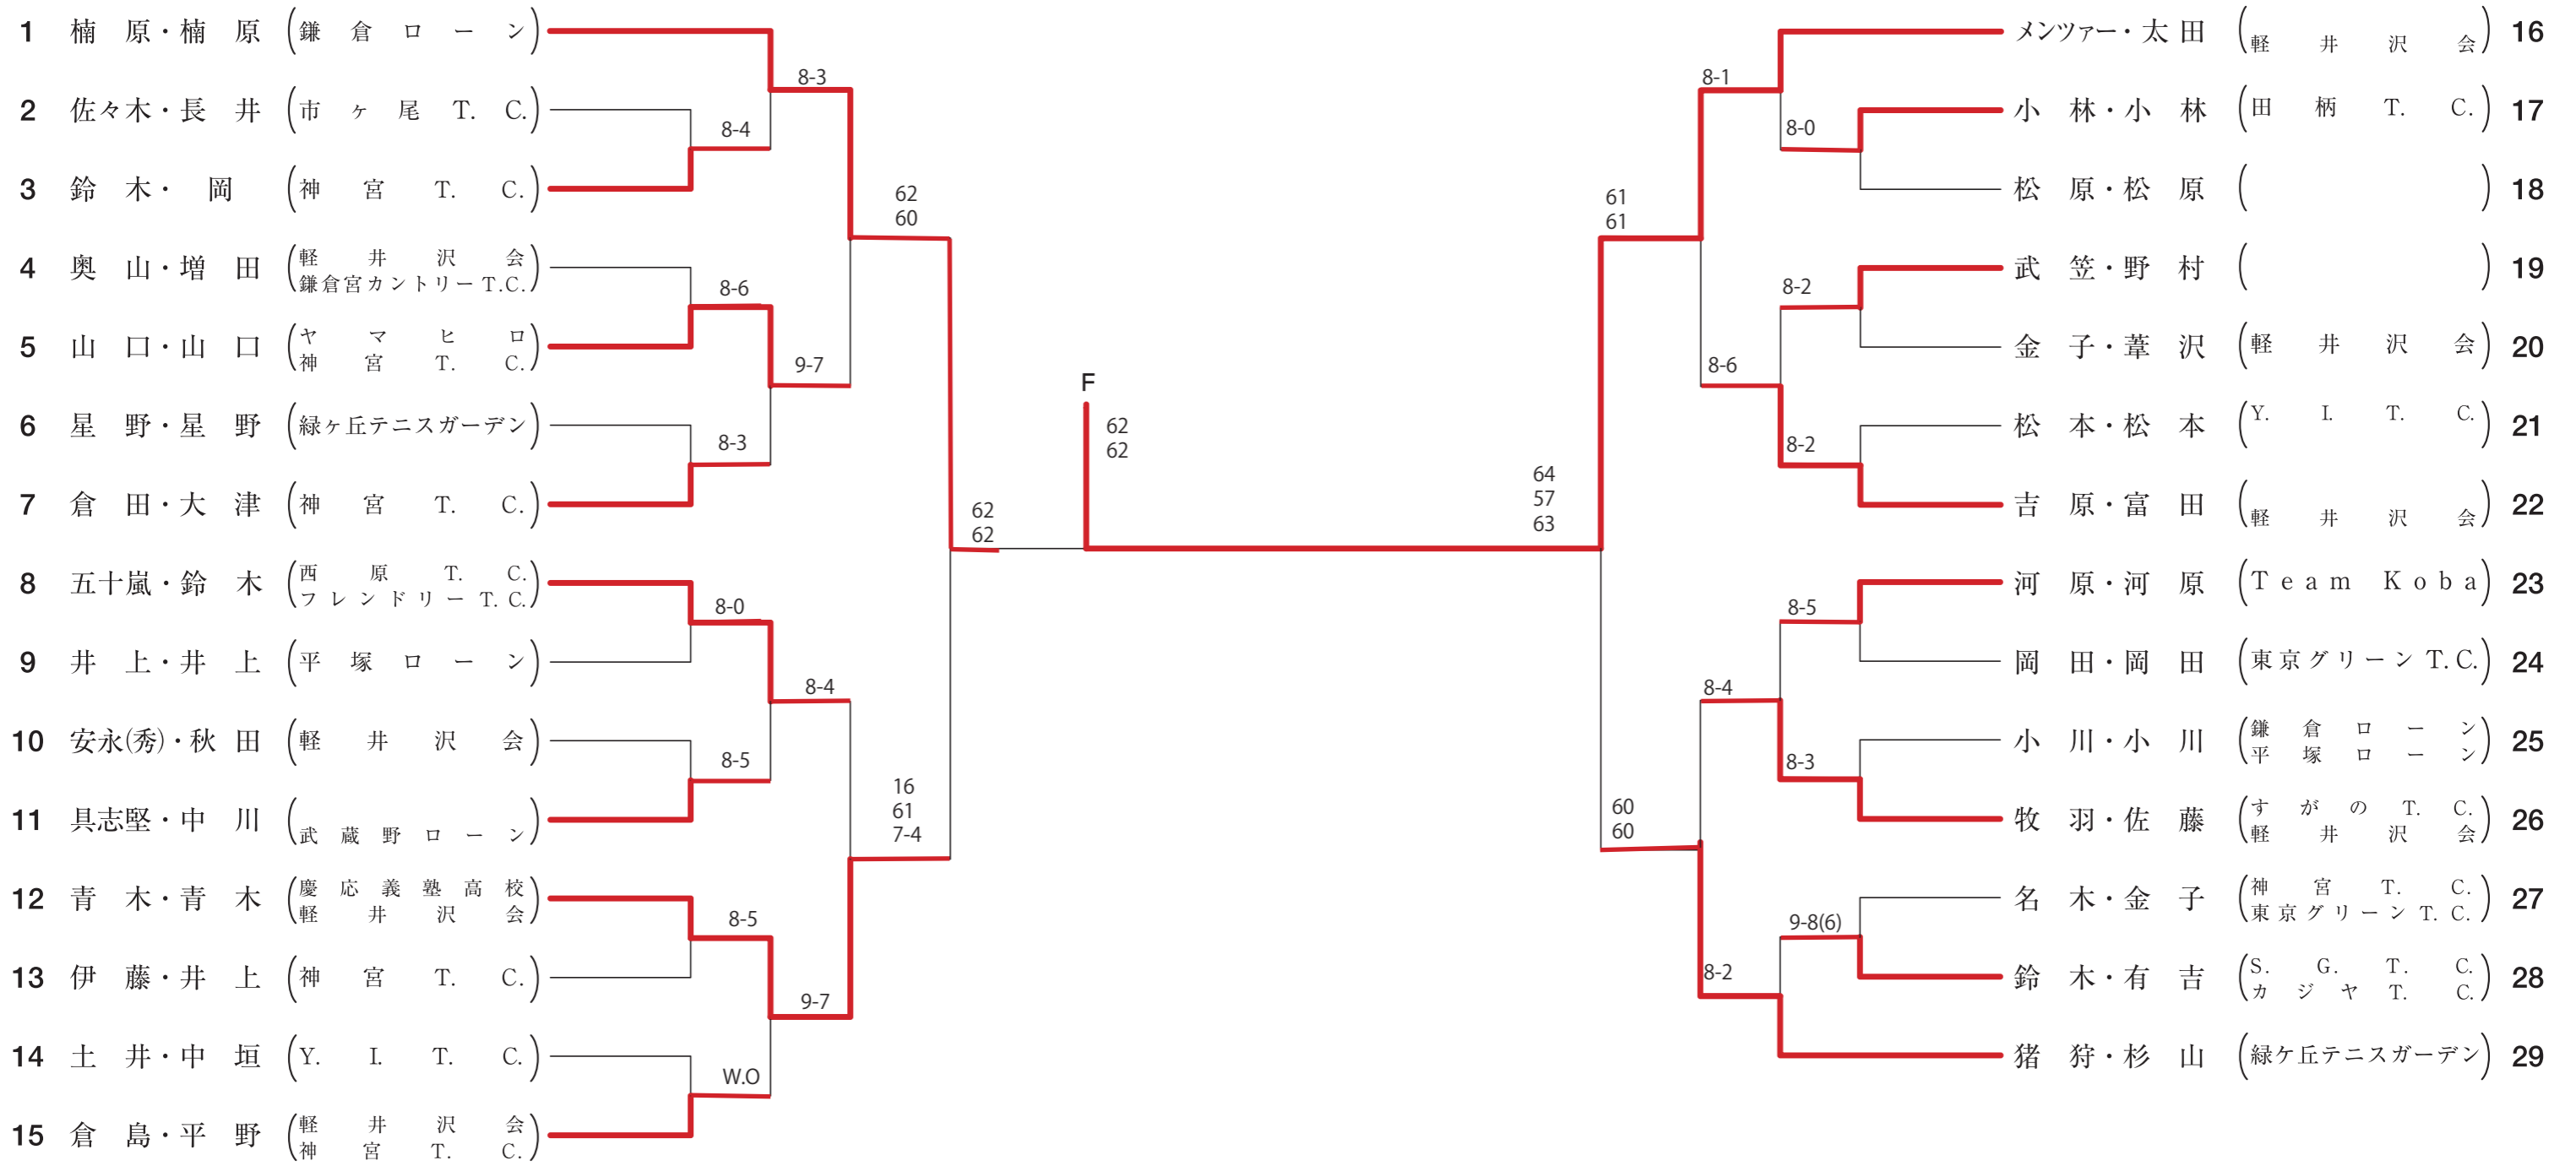 1 楠原・楠原 (鎌倉ローン)
2 佐々木・長井 (市ヶ尾T.C.)
3 鈴木・岡 (神宮T.C.)
4 奥山・増田 (軽井沢会
鎌倉宮カントリーT.C.)
5 山口・山口 (ヤマヒロ
神宮T.C.)
6 星野・星野 (緑ヶ丘テニスガーデン)
7 倉田・大津 (神宮T.C.)
8 五十嵐・鈴木 (西原T.C.
フレンドリーT.C.)
9 井上・井上 (平塚ローン)
10 安永(秀)・秋田 (軽井沢会)
11 具志堅・中川 (
武蔵野ローン)
12 青木・青木 (慶応義塾高校
軽井沢会)
13 伊藤・井上 (神宮T.C.)
14 土井・中垣 (Y.I.T.C.)
15 倉島・平野 (軽井沢会
神宮T.C.)
8-4
8-6
8-3
8-0
8-5
8-5
W.O
8-3
9-7
8-4
9-7
62
60
16
61
7-4
62
62
F
62
62
64
57
63
61
61
60
60
8-1
8-6
8-4
8-2
8-0
8-2
8-2
8-5
8-3
9-8(6)
メンツァー・太田 (
軽井沢会) 16
小林・小林 (田柄T.C.) 17
松原・松原 ( ) 18
武笠・野村 ( ) 19
金子・葦沢 (軽井沢会) 20
松本・松本 (Y.I.T.C.) 21
吉原・富田 (
軽井沢会) 22
河原・河原 (Team Koba) 23
岡田・岡田 (東京グリーンT.C.) 24
小川・小川 (鎌倉ローン
平塚ローン) 25
牧羽・佐藤 (すがのT.C.
軽井沢会) 26
名木・金子 (神宮T.C.
東京グリーンT.C.) 27
鈴木・有吉 (S.G.T.C.
カジヤT.C.) 28
猪狩・杉山 (緑ケ丘テニスガーデン) 29